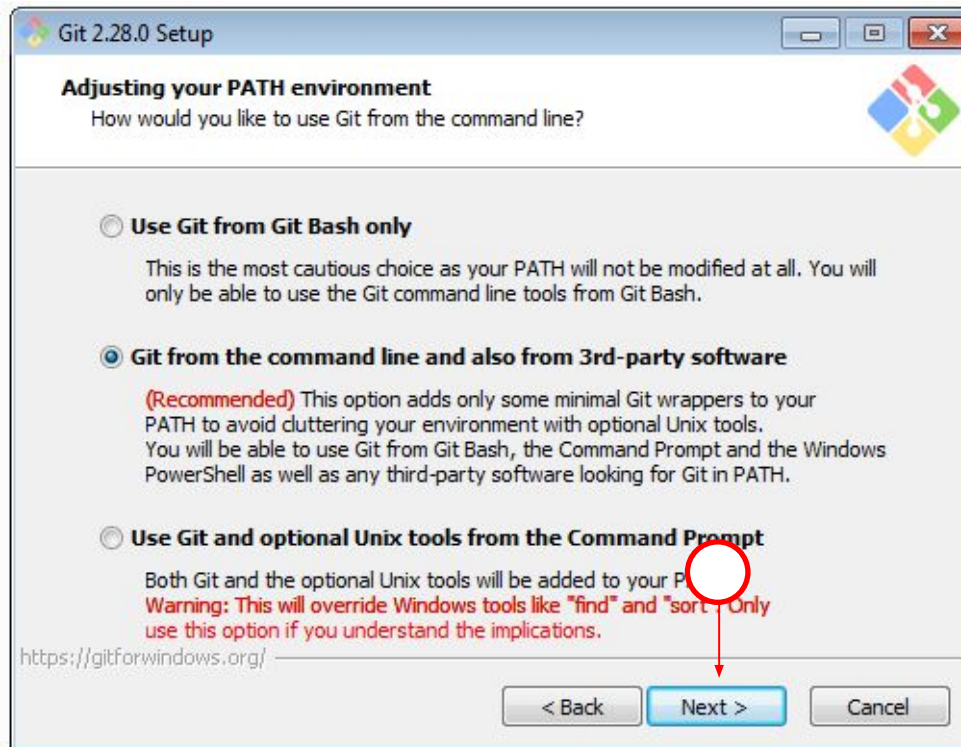 Git 2.28.0 Setup
Adjusting your PATH environment
How would you like to use Git from the command line?
Use Git from Git Bash only
This is the most cautious choice as your PATH will not be modified at all. You will
only be able to use the Git command line tools from Git Bash.
Git from the command line and also from 3rd-party software
(Recommended) This option adds only some minimal Git wrappers to your
PATH to avoid cluttering your environment with optional Unix tools.
You will be able to use Git from Git Bash, the Command Prompt and the Windows
PowerShell as well as any third-party software looking for Git in PATH.
Use Git and optional Unix tools from the Command Prompt
Both Git and the optional Unix tools will be added to your
Warning: This will override Windows tools like "find" and "sort". Only
use this option if you understand the implications.
https://gitforwindows.org/
< Back Next > Cancel